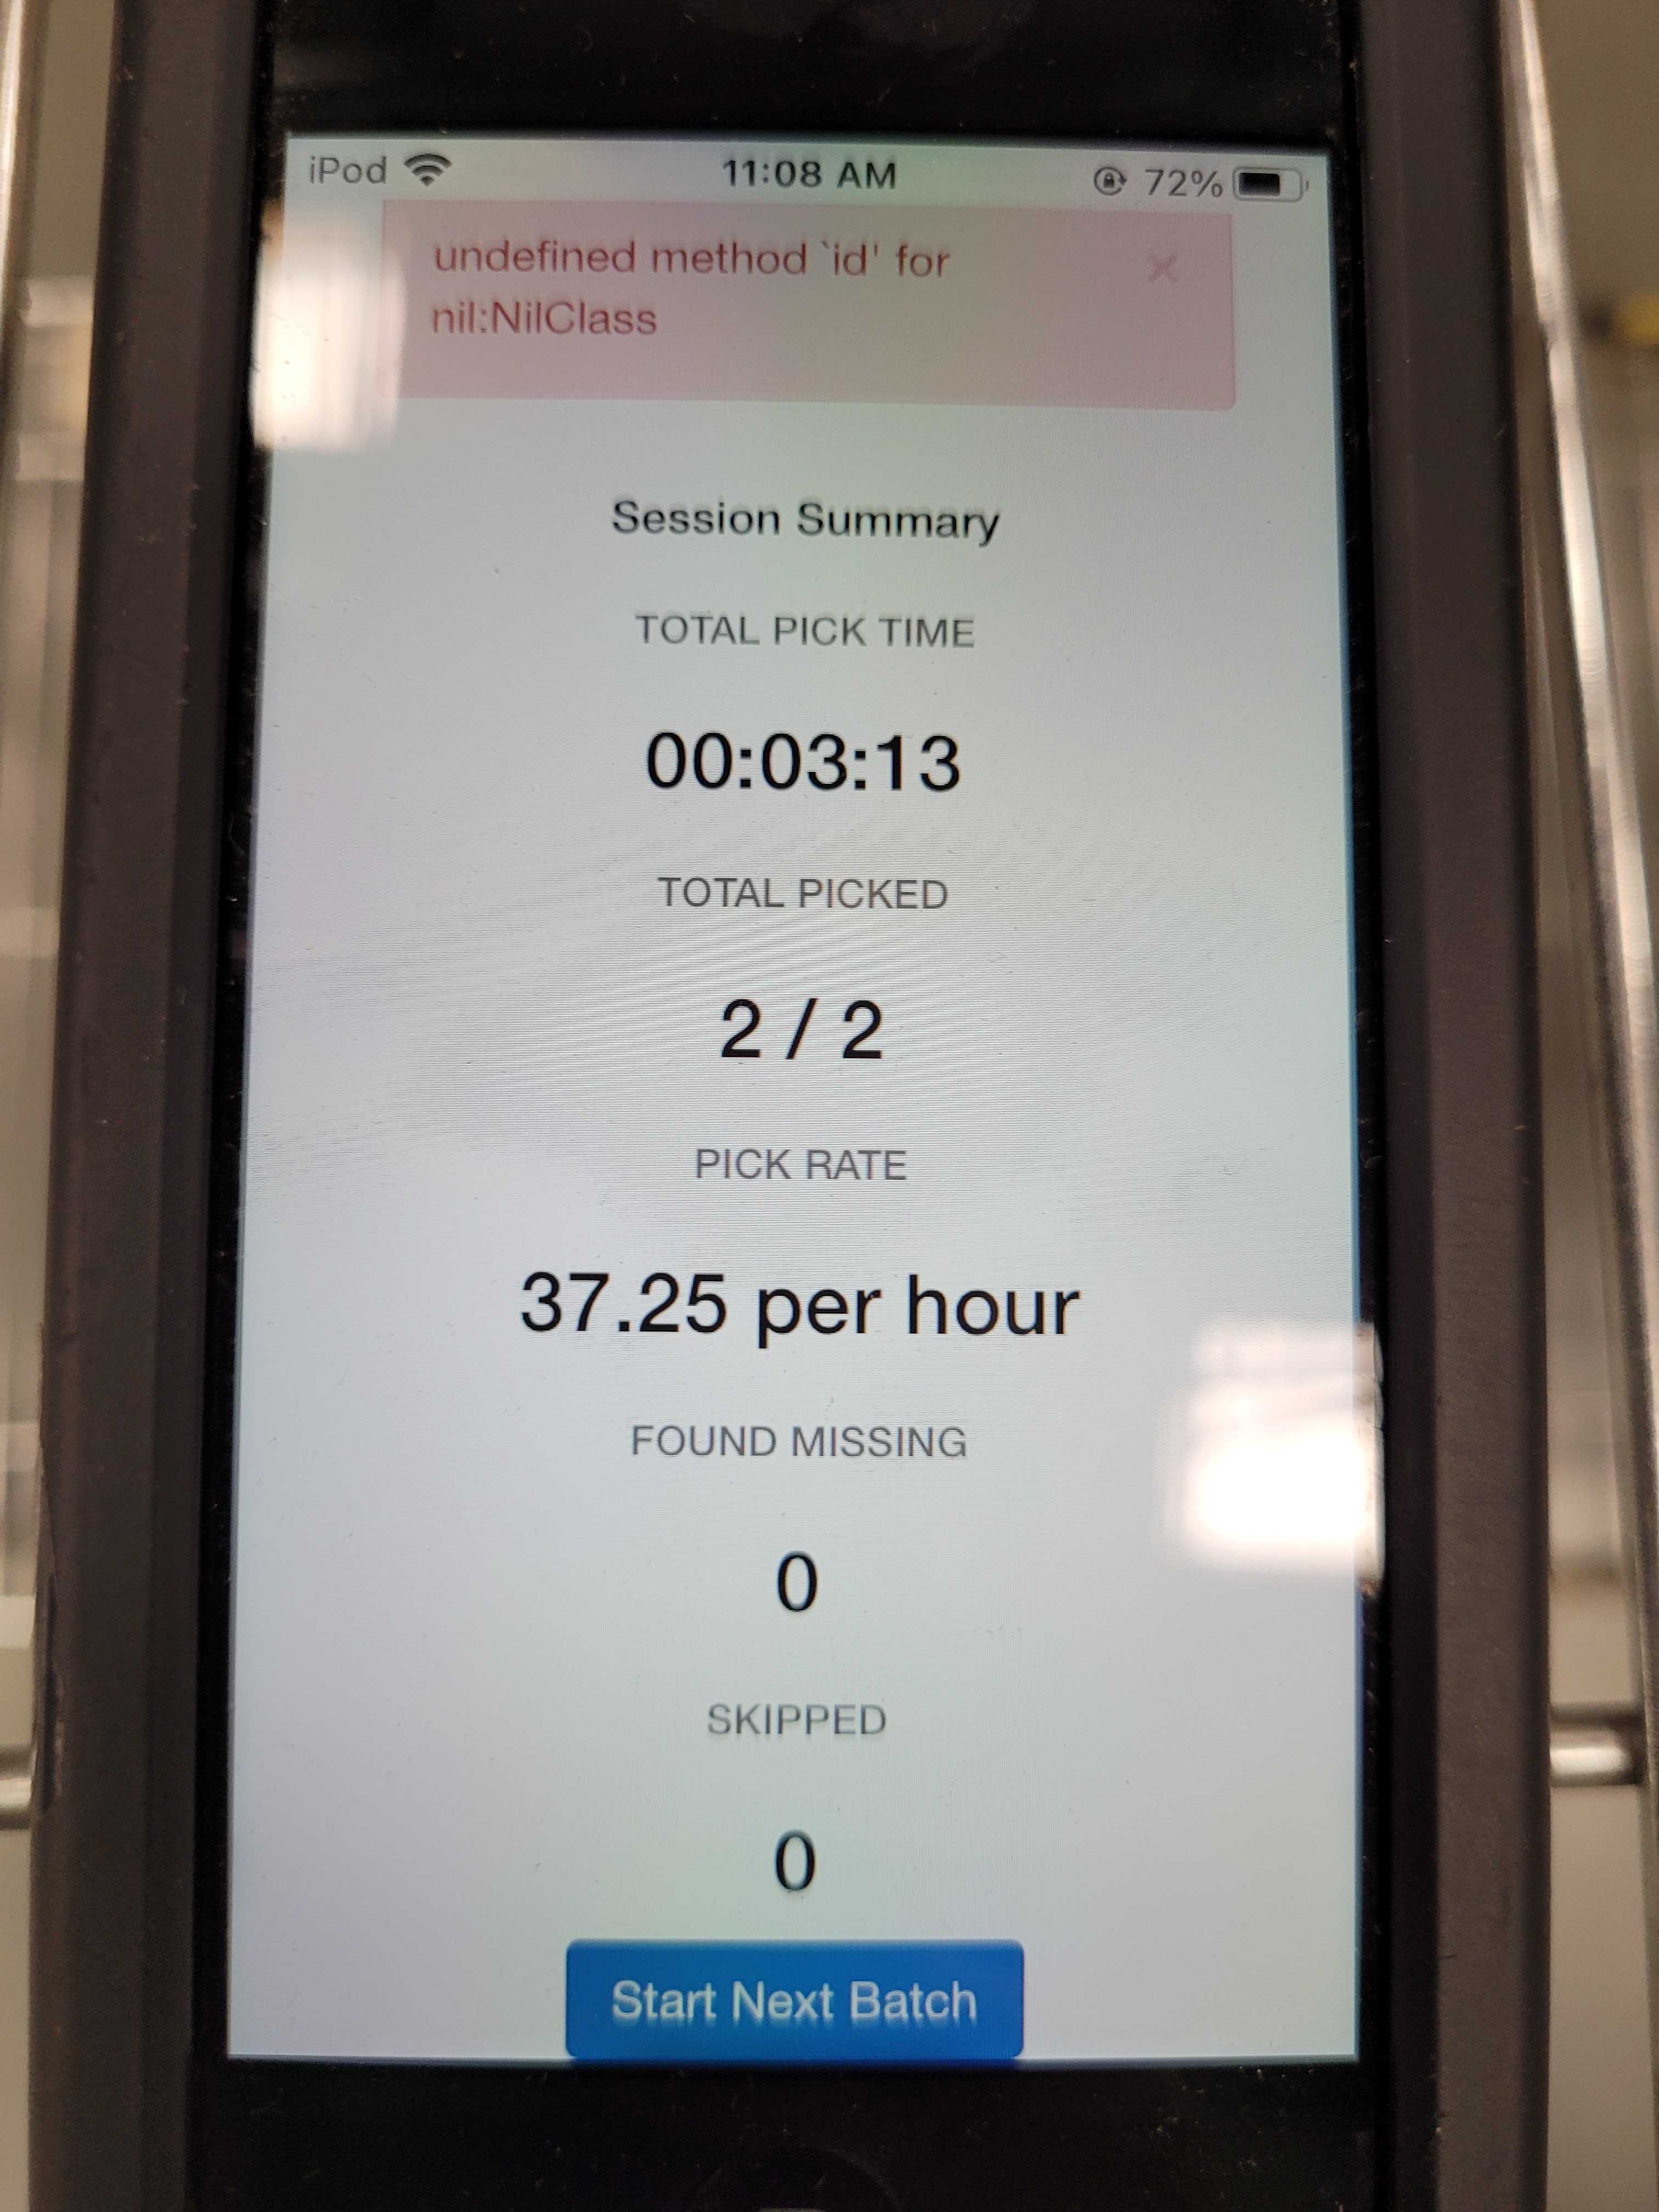 iPod 11:08 AM 72%
undefined method `id' for
nil:NilClass
Session Summary
TOTAL PICK TIME
00:03:13
TOTAL PICKED
2 / 2
PICK RATE
37.25 per hour
FOUND MISSING
0
SKIPPED
0
Start Next Batch